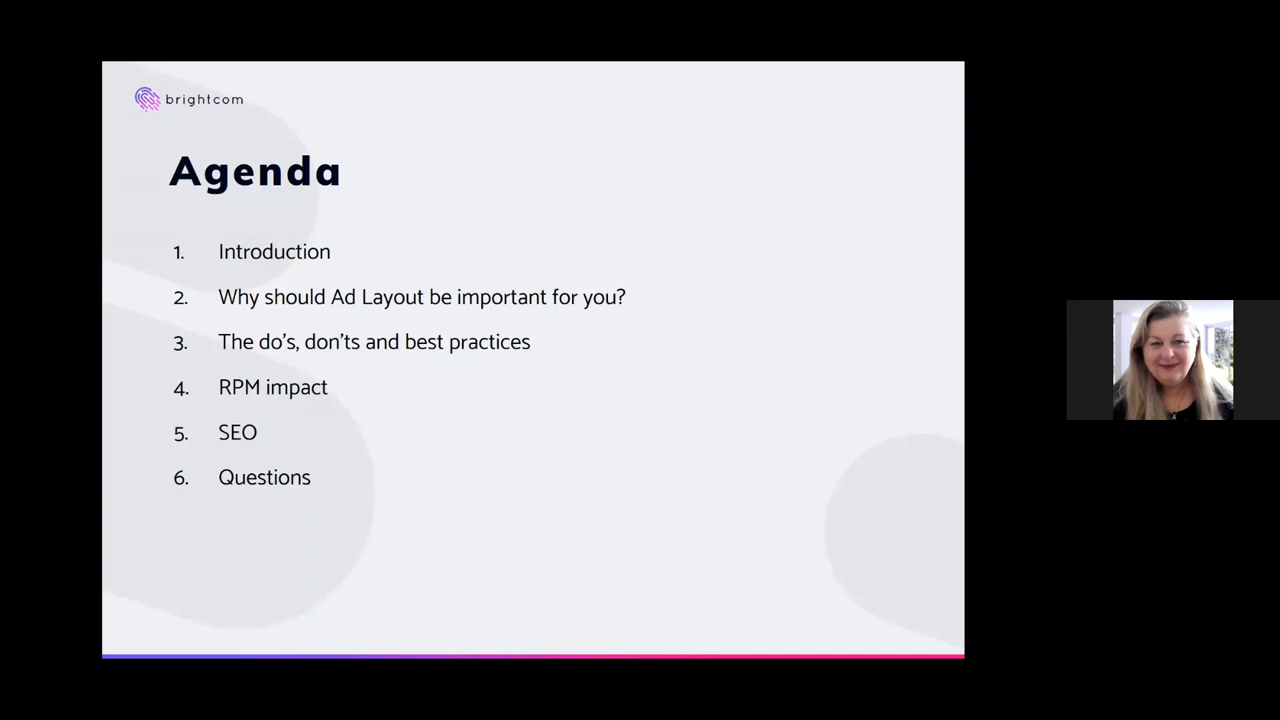 brightcom
Agenda
1. Introduction
2. Why should Ad Layout be important for you?
3. The do's, don'ts and best practices
4. RPM impact
5. SEO
6. Questions